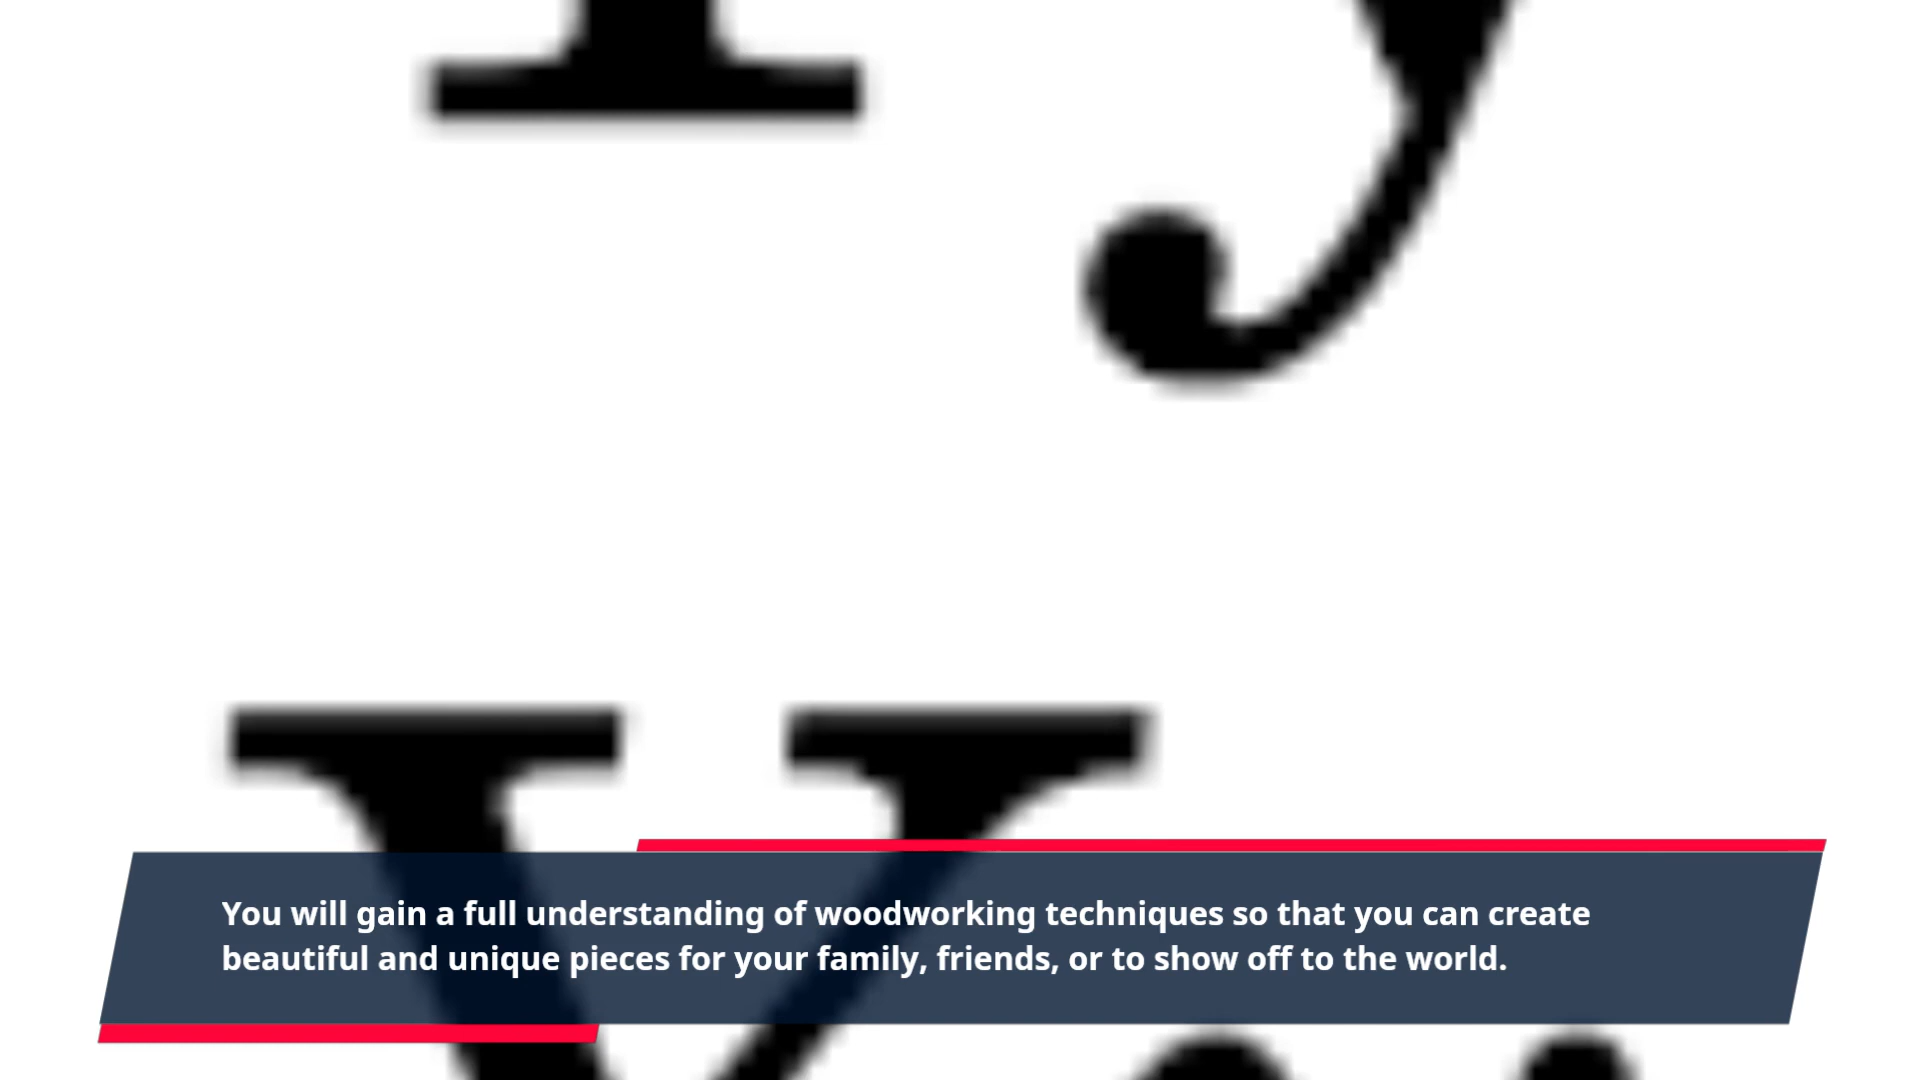 y
V
You will gain a full understanding of woodworking techniques so that you can create
beautiful and unique pieces for your family, friends, or to show off to the world.